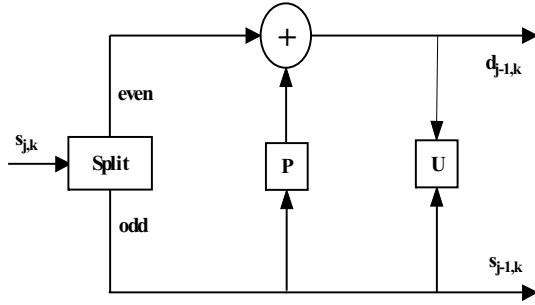 +
d_{j-1,k}
even
s_{j,k}
Split
P
U
odd
s_{j-1,k}